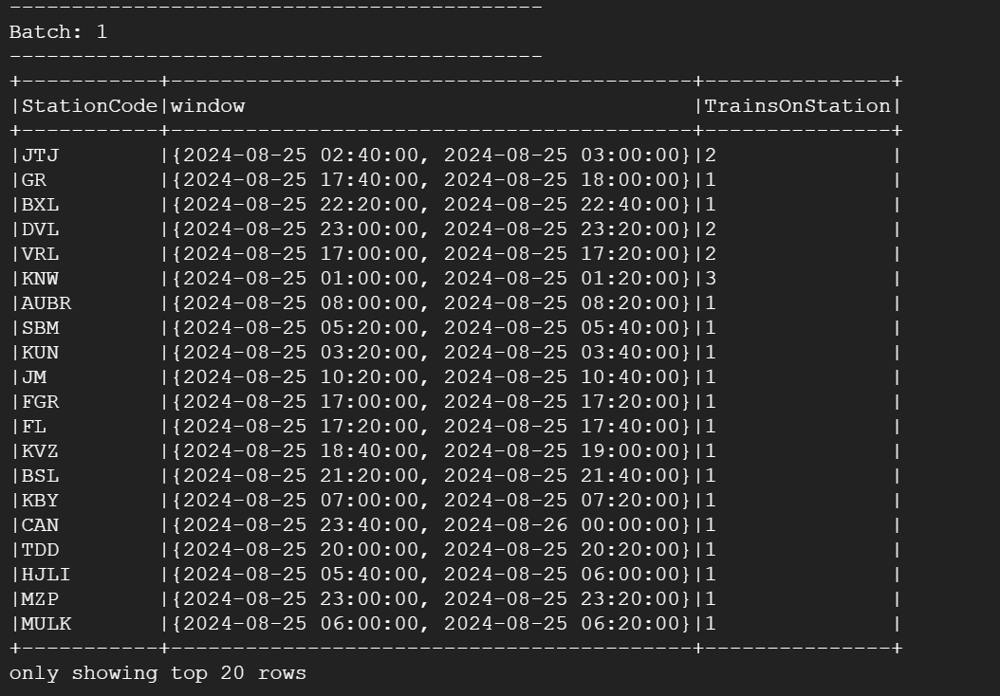 -------------------------------------------
Batch: 1
-------------------------------------------
+-----------+------------------------------------------+---------------+
|StationCode|window                                    |TrainsOnStation|
+-----------+------------------------------------------+---------------+
|JTJ        |{2024-08-25 02:40:00, 2024-08-25 03:00:00}|2              |
|GR         |{2024-08-25 17:40:00, 2024-08-25 18:00:00}|1              |
|BXL        |{2024-08-25 22:20:00, 2024-08-25 22:40:00}|1              |
|DVL        |{2024-08-25 23:00:00, 2024-08-25 23:20:00}|2              |
|VRL        |{2024-08-25 17:00:00, 2024-08-25 17:20:00}|2              |
|KNW        |{2024-08-25 01:00:00, 2024-08-25 01:20:00}|3              |
|AUBR       |{2024-08-25 08:00:00, 2024-08-25 08:20:00}|1              |
|SBM        |{2024-08-25 05:20:00, 2024-08-25 05:40:00}|1              |
|KUN        |{2024-08-25 03:20:00, 2024-08-25 03:40:00}|1              |
|JM         |{2024-08-25 10:20:00, 2024-08-25 10:40:00}|1              |
|FGR        |{2024-08-25 17:00:00, 2024-08-25 17:20:00}|1              |
|FL         |{2024-08-25 17:20:00, 2024-08-25 17:40:00}|1              |
|KVZ        |{2024-08-25 18:40:00, 2024-08-25 19:00:00}|1              |
|BSL        |{2024-08-25 21:20:00, 2024-08-25 21:40:00}|1              |
|KBY        |{2024-08-25 07:00:00, 2024-08-25 07:20:00}|1              |
|CAN        |{2024-08-25 23:40:00, 2024-08-26 00:00:00}|1              |
|TDD        |{2024-08-25 20:00:00, 2024-08-25 20:20:00}|1              |
|HJLI       |{2024-08-25 05:40:00, 2024-08-25 06:00:00}|1              |
|MZP        |{2024-08-25 23:00:00, 2024-08-25 23:20:00}|1              |
|MULK       |{2024-08-25 06:00:00, 2024-08-25 06:20:00}|1              |
+-----------+------------------------------------------+---------------+
only showing top 20 rows